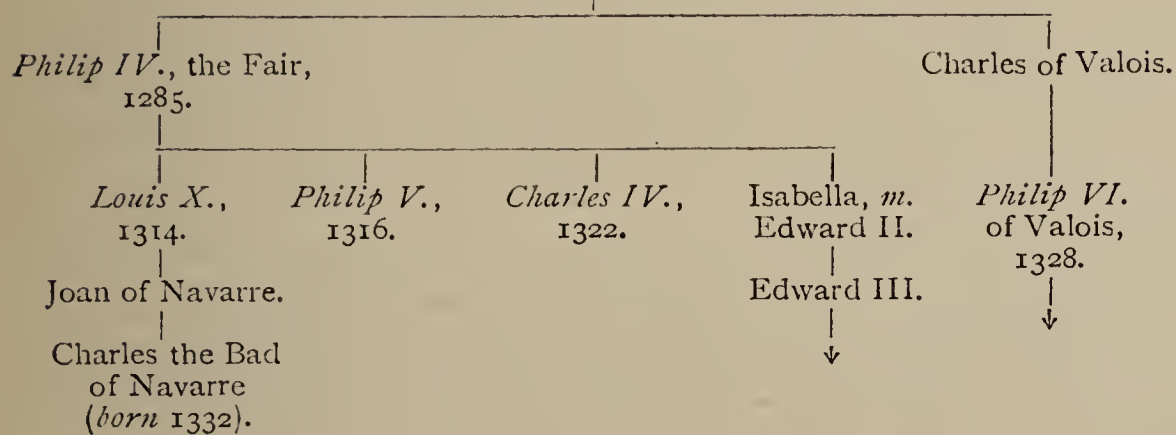 Philip IV., the Fair,
1285.
Charles of Valois.
Louis X.,
1314.
Philip V.,
1316.
Charles IV.,
1322.
Isabella, m.
Edward II.
Philip VI.
of Valois,
1328.
Joan of Navarre.
Edward III.
Charles the Bad
of Navarre
(born 1332).